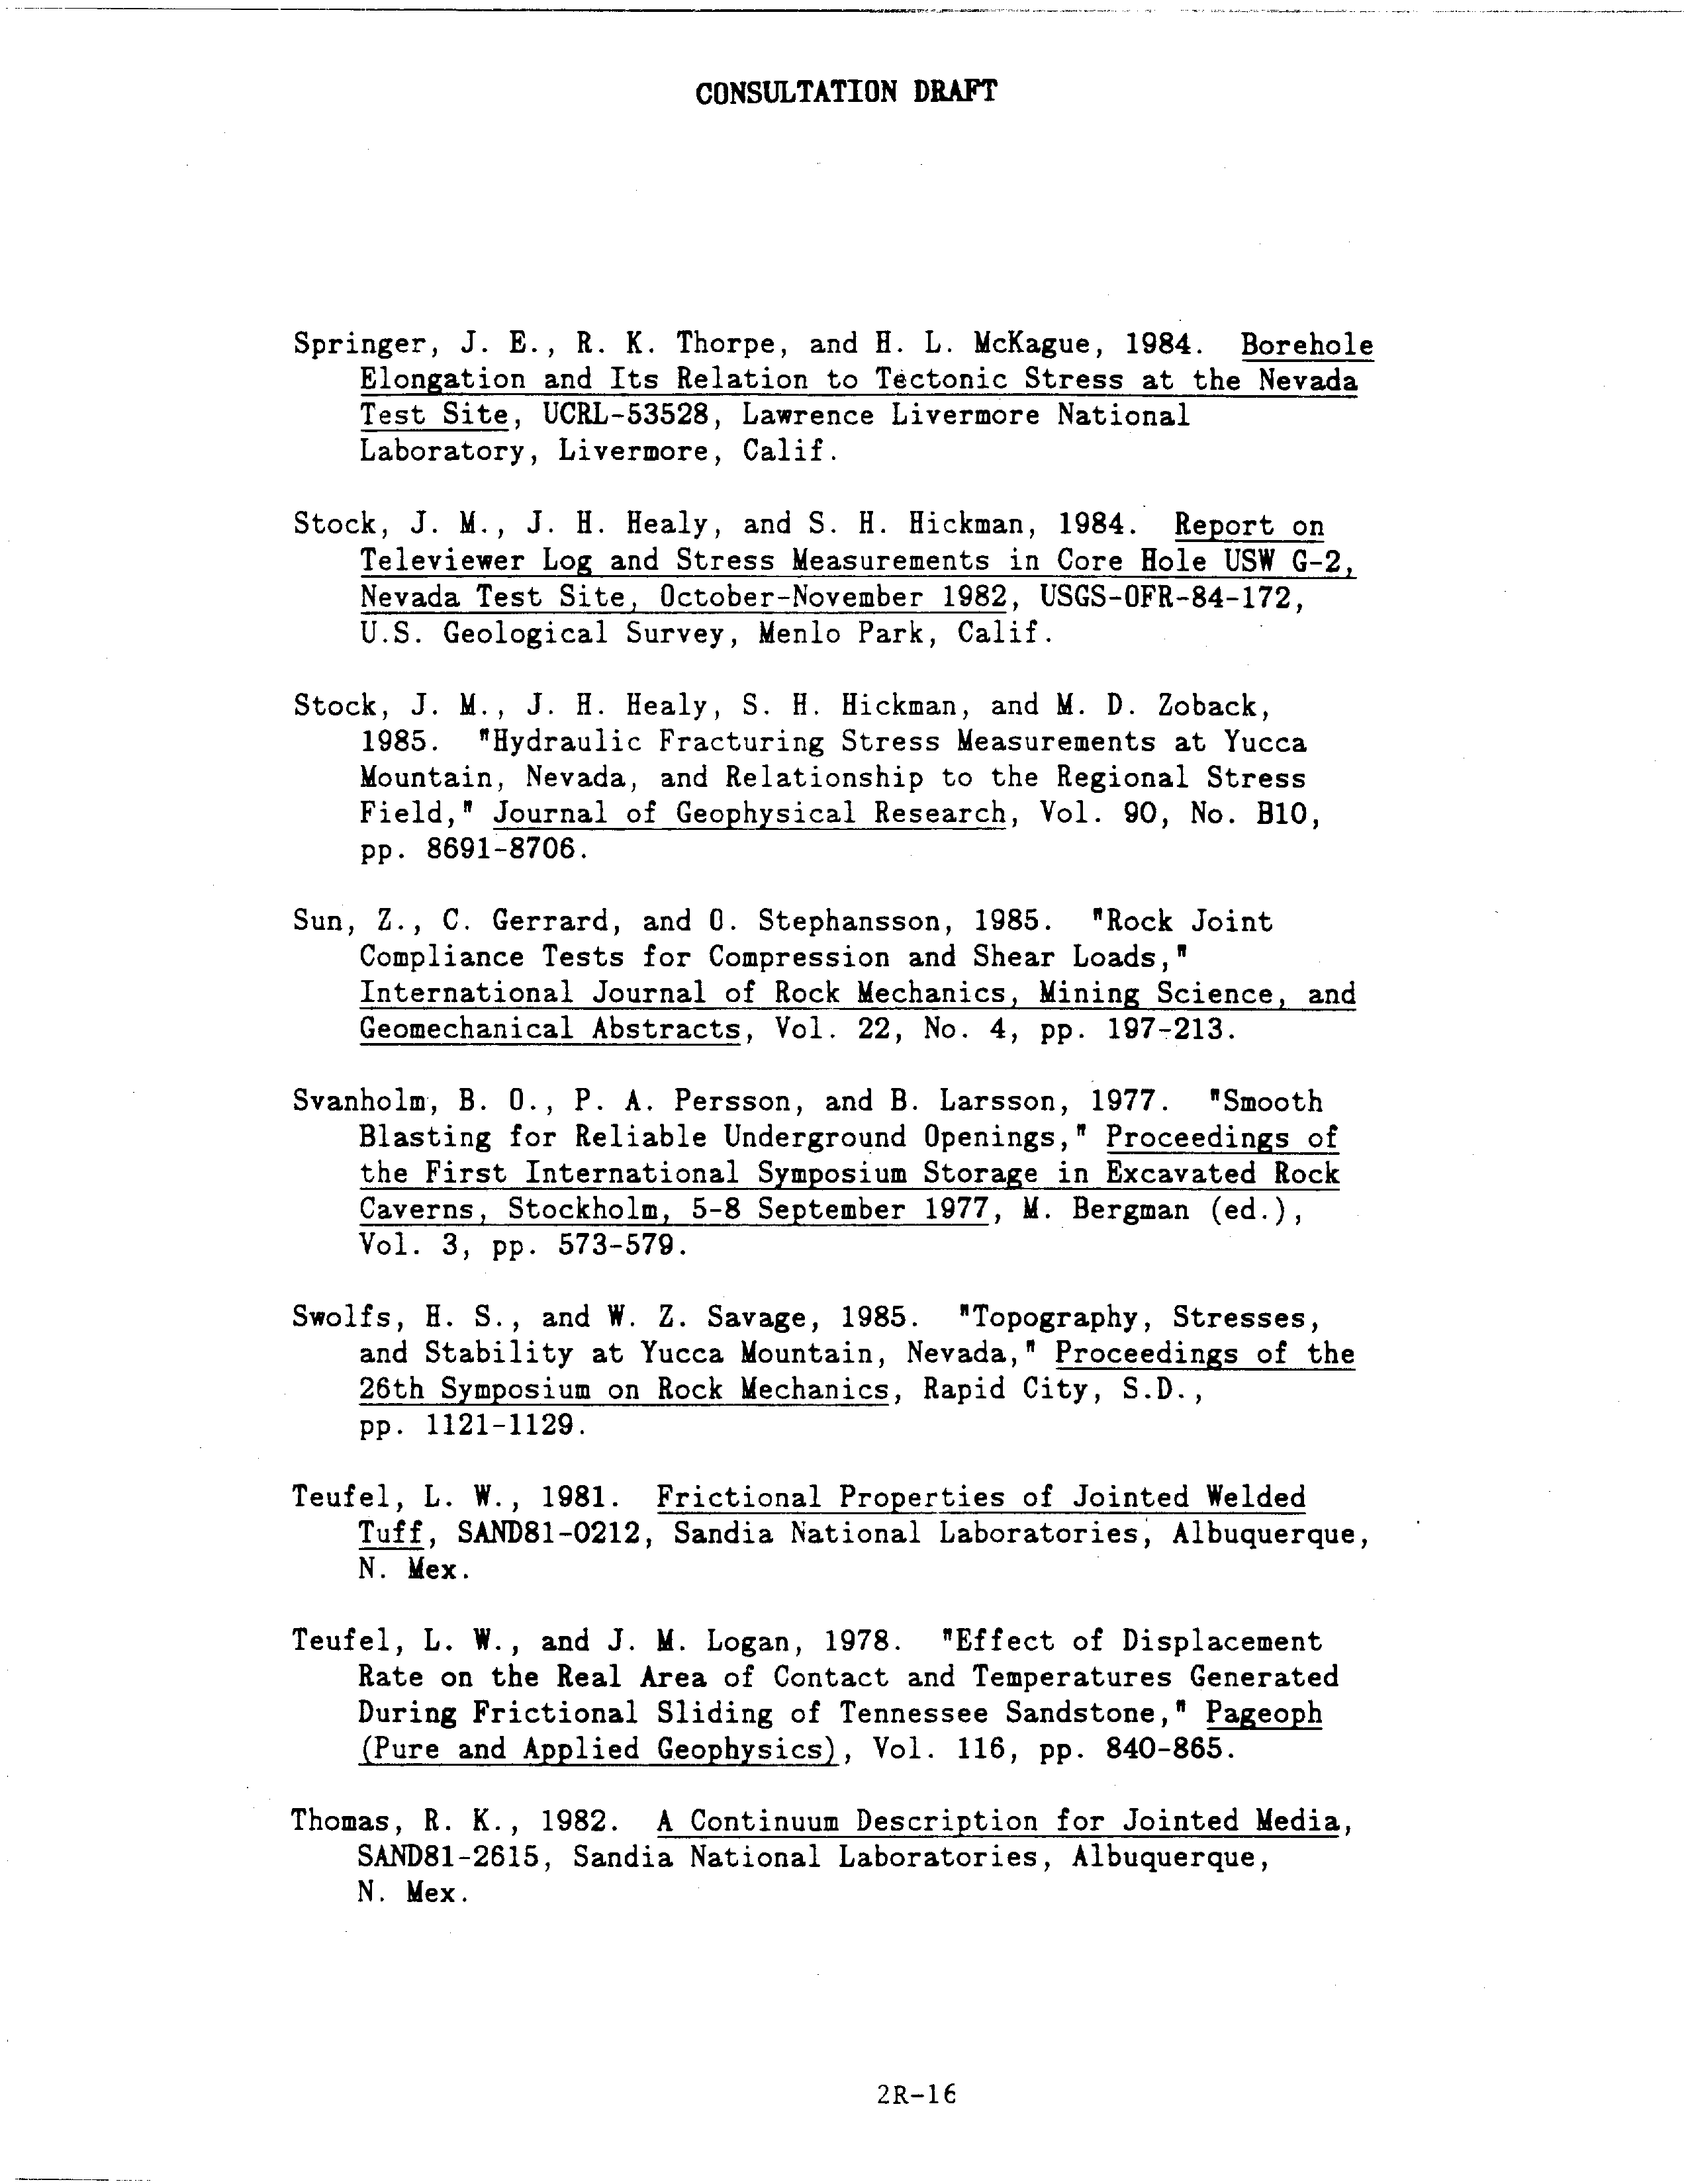 CONSULTATION DRAFT
Springer, J. E., R. K. Thorpe, and H. L. McKague, 1984. Borehole
Elongation and Its Relation to Tectonic Stress at the Nevada
Test Site, UCRL-53528, Lawrence Livermore National
Laboratory, Livermore, Calif.
Stock, J. M., J. H. Healy, and S. H. Hickman, 1984. Report on
Televiewer Log and Stress Measurements in Core Hole USW G-2,
Nevada Test Site, October-November 1982, USGS-OFR-84-172,
U.S. Geological Survey, Menlo Park, Calif.
Stock, J. M., J. H. Healy, S. H. Hickman, and M. D. Zoback,
1985. "Hydraulic Fracturing Stress Measurements at Yucca
Mountain, Nevada, and Relationship to the Regional Stress
Field," Journal of Geophysical Research, Vol. 90, No. B10,
pp. 8691-8706.
Sun, Z., C. Gerrard, and O. Stephansson, 1985. "Rock Joint
Compliance Tests for Compression and Shear Loads,"
International Journal of Rock Mechanics, Mining Science, and
Geomechanical Abstracts, Vol. 22, No. 4, pp. 197-213.
Svanholm, B. O., P. A. Persson, and B. Larsson, 1977. "Smooth
Blasting for Reliable Underground Openings," Proceedings of
the First International Symposium Storage in Excavated Rock
Caverns, Stockholm, 5-8 September 1977, M. Bergman (ed.),
Vol. 3, pp. 573-579.
Swolfs, H. S., and W. Z. Savage, 1985. "Topography, Stresses,
and Stability at Yucca Mountain, Nevada," Proceedings of the
26th Symposium on Rock Mechanics, Rapid City, S.D.,
pp. 1121-1129.
Teufel, L. W., 1981. Frictional Properties of Jointed Welded
Tuff, SAND81-0212, Sandia National Laboratories, Albuquerque,
N. Mex.
Teufel, L. W., and J. M. Logan, 1978. "Effect of Displacement
Rate on the Real Area of Contact and Temperatures Generated
During Frictional Sliding of Tennessee Sandstone," Pageoph
(Pure and Applied Geophysics), Vol. 116, pp. 840-865.
Thomas, R. K., 1982. A Continuum Description for Jointed Media,
SAND81-2615, Sandia National Laboratories, Albuquerque,
N. Mex.
2R-16